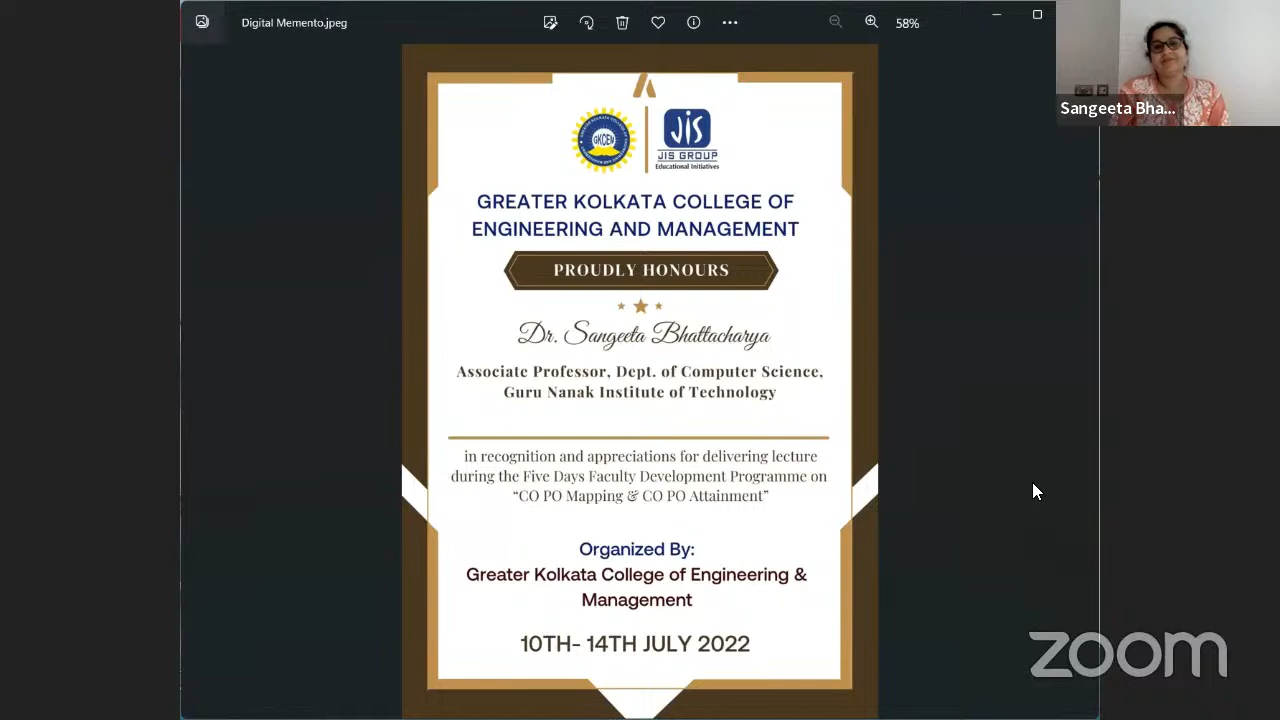 Digital Memento.jpeg
58%
Sangeeta Bha...
GKCEM
JIS
JIS GROUP
Educational Initiatives
GREATER KOLKATA COLLEGE OF
ENGINEERING AND MANAGEMENT
PROUDLY HONOURS
Dr. Sangeeta Bhattacharya
Associate Professor, Dept. of Computer Science,
Guru Nanak Institute of Technology
in recognition and appreciations for delivering lecture
during the Five Days Faculty Development Programme on
“CO PO Mapping & CO PO Attainment”
Organized By:
Greater Kolkata College of Engineering &
Management
10TH- 14TH JULY 2022
zoom